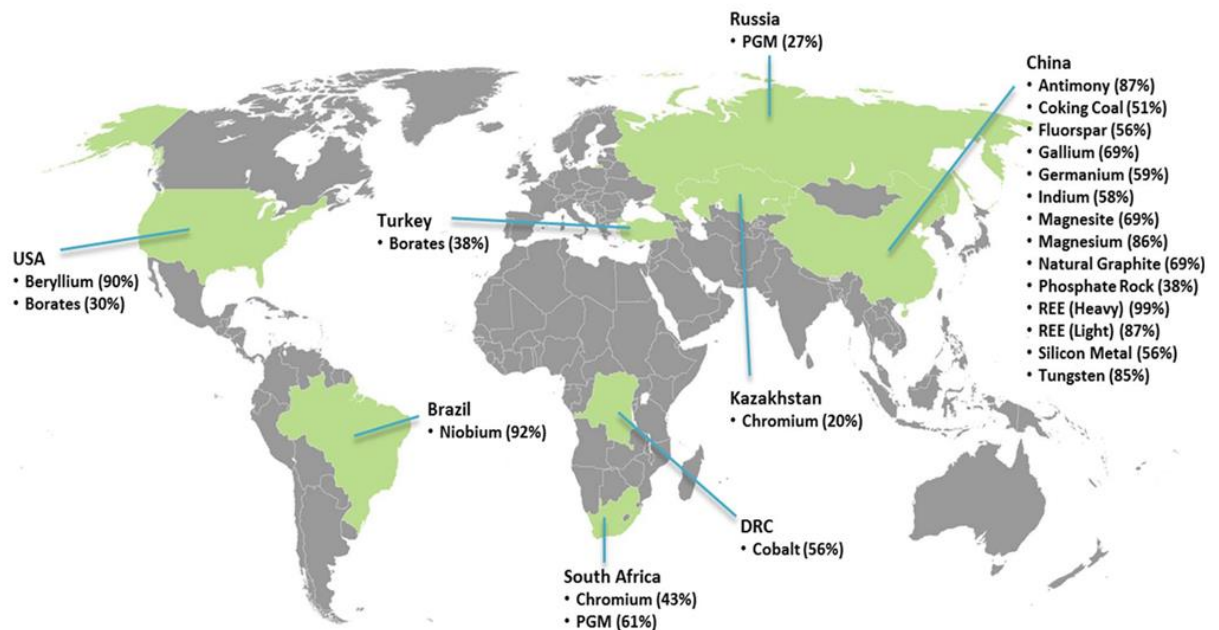 Russia
• PGM (27%)
China
• Antimony (87%)
• Coking Coal (51%)
• Fluorspar (56%)
• Gallium (69%)
• Germanium (59%)
• Indium (58%)
• Magnesite (69%)
• Magnesium (86%)
• Natural Graphite (69%)
• Phosphate Rock (38%)
• REE (Heavy) (99%)
• REE (Light) (87%)
• Silicon Metal (56%)
• Tungsten (85%)
Turkey
• Borates (38%)
USA
• Beryllium (90%)
• Borates (30%)
Kazakhstan
• Chromium (20%)
Brazil
• Niobium (92%)
DRC
• Cobalt (56%)
South Africa
• Chromium (43%)
• PGM (61%)